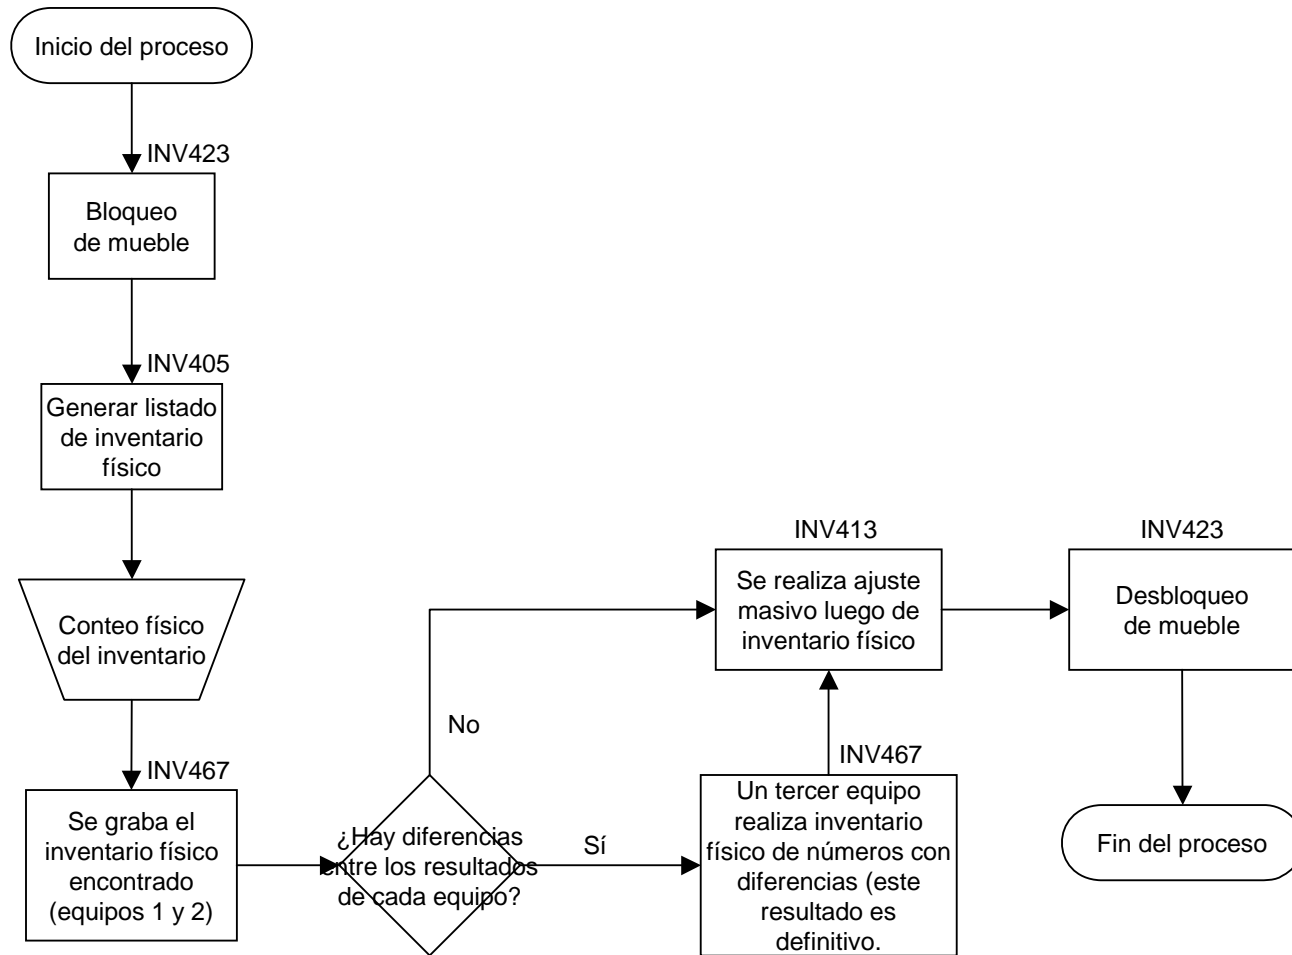 Inicio del proceso
INV423
Bloqueo
de mueble
INV405
Generar listado
de inventario
físico
Conteo físico
del inventario
INV467
Se graba el
inventario físico
encontrado
(equipos 1 y 2)
¿Hay diferencias
entre los resultados
de cada equipo?
No
Sí
INV467
Un tercer equipo
realiza inventario
físico de números con
diferencias (este
resultado es
definitivo.
INV413
Se realiza ajuste
masivo luego de
inventario físico
INV423
Desbloqueo
de mueble
Fin del proceso